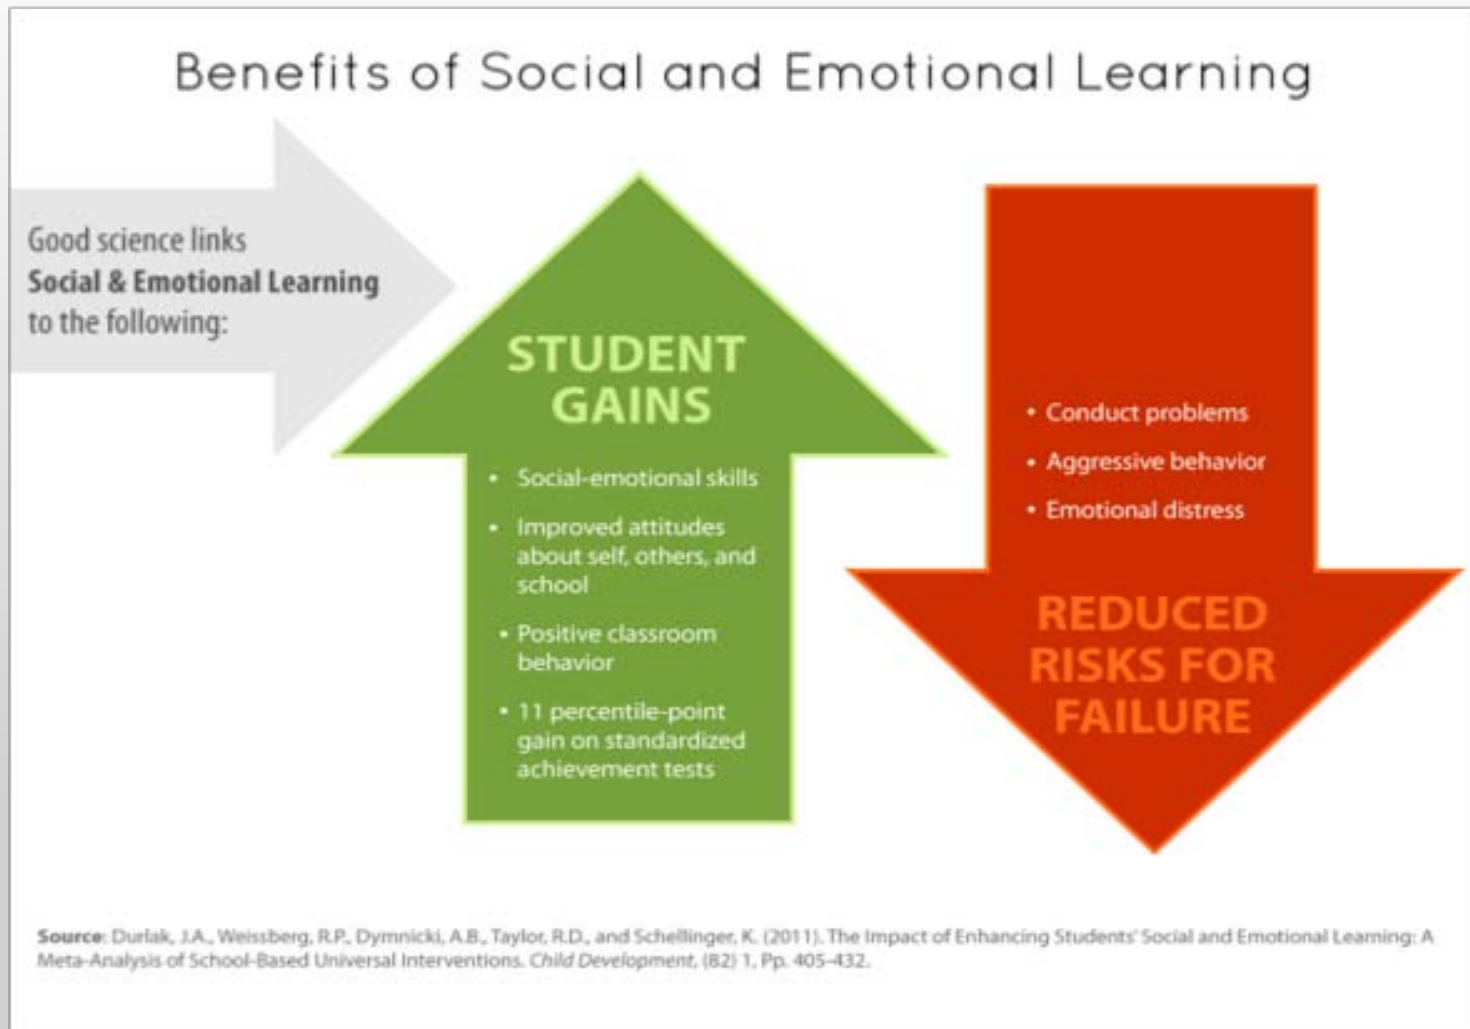 Benefits of Social and Emotional Learning
Good science links
Social & Emotional Learning
to the following:
STUDENT
GAINS
• Social-emotional skills
• Improved attitudes
about self, others, and
school
• Positive classroom
behavior
• 11 percentile-point
gain on standardized
achievement tests
• Conduct problems
• Aggressive behavior
• Emotional distress
REDUCED
RISKS FOR
FAILURE
Source: Durlak, J.A., Weissberg, R.P., Dymnicki, A.B., Taylor, R.D., and Schellinger, K. (2011). The Impact of Enhancing Students' Social and Emotional Learning: A
Meta-Analysis of School-Based Universal Interventions. Child Development, (82) 1, Pp. 405-432.